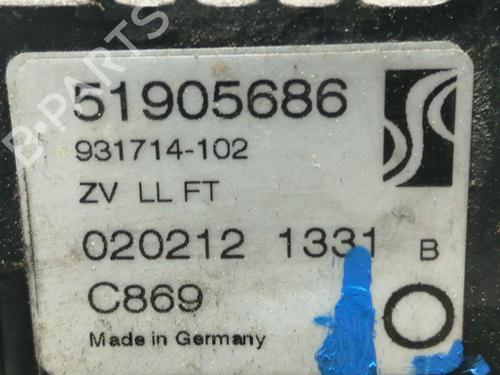 51905686
931714-102
ZV LL FT
020212 1331 B
C869
Made in Germany
B-PARTS